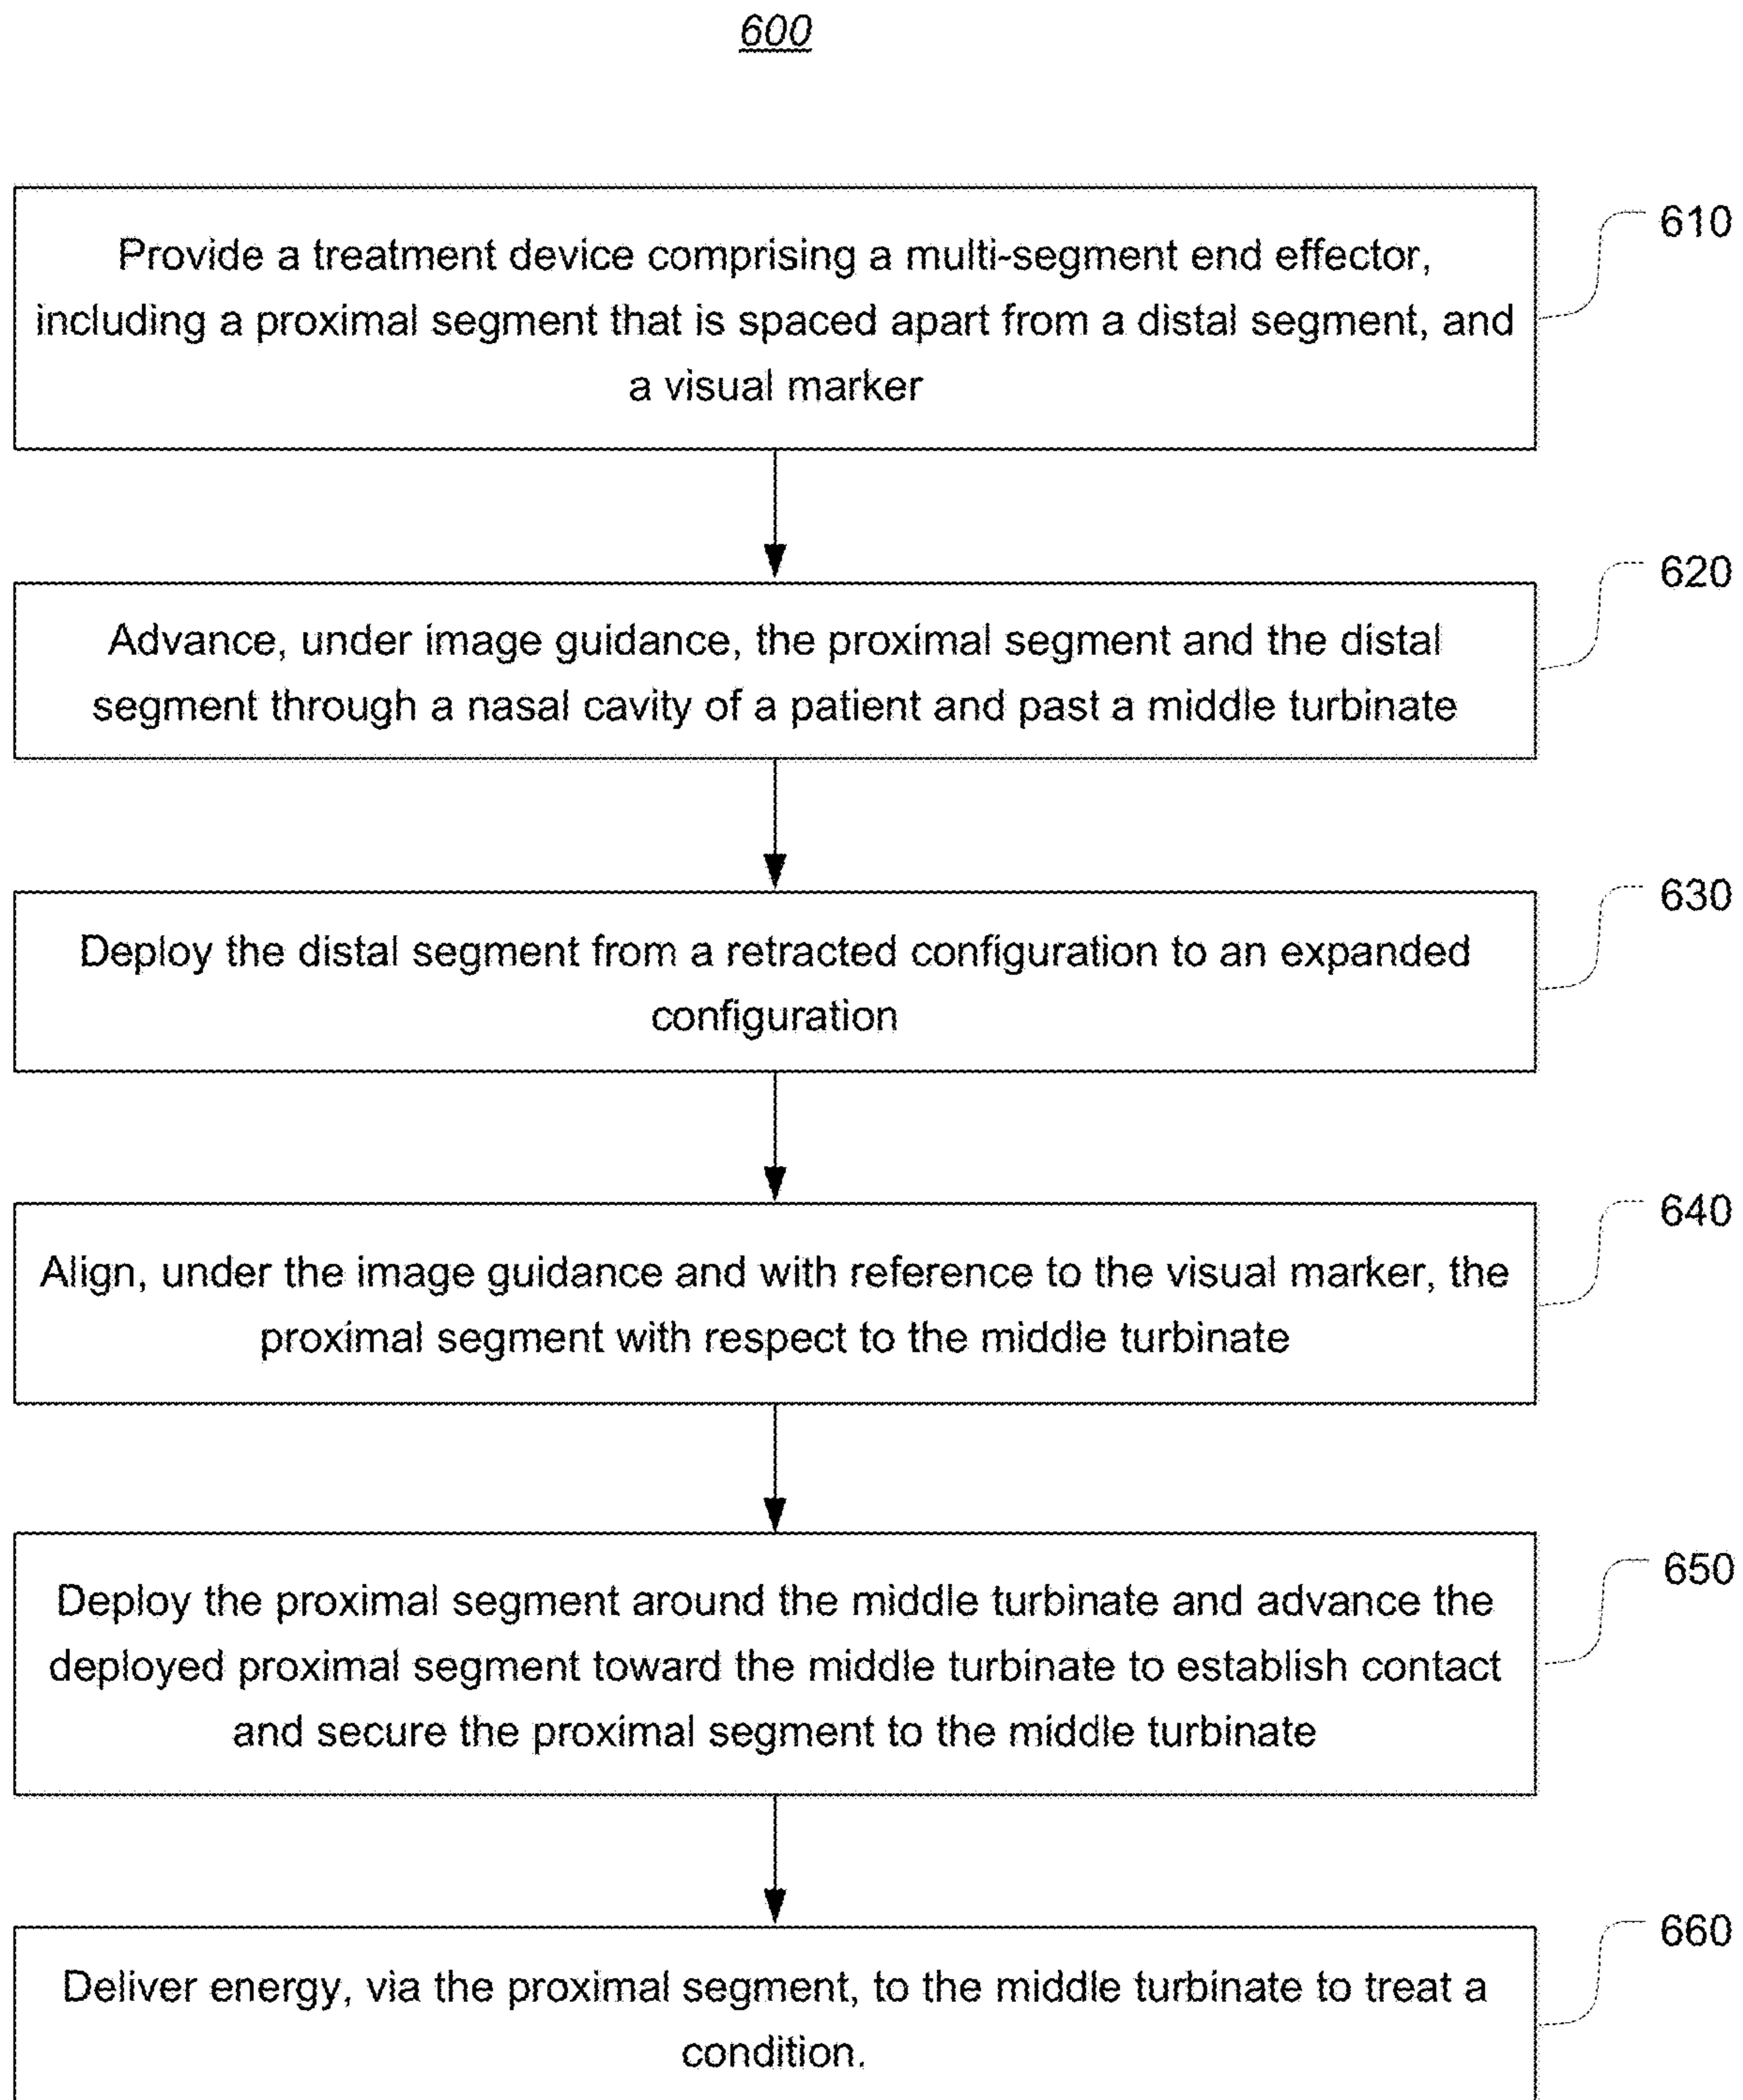 600
Provide a treatment device comprising a multi-segment end effector,
including a proximal segment that is spaced apart from a distal segment, and
a visual marker
610
Advance, under image guidance, the proximal segment and the distal
segment through a nasal cavity of a patient and past a middle turbinate
620
Deploy the distal segment from a retracted configuration to an expanded
configuration
630
Align, under the image guidance and with reference to the visual marker, the
proximal segment with respect to the middle turbinate
640
Deploy the proximal segment around the middle turbinate and advance the
deployed proximal segment toward the middle turbinate to establish contact
and secure the proximal segment to the middle turbinate
650
Deliver energy, via the proximal segment, to the middle turbinate to treat a
condition.
660